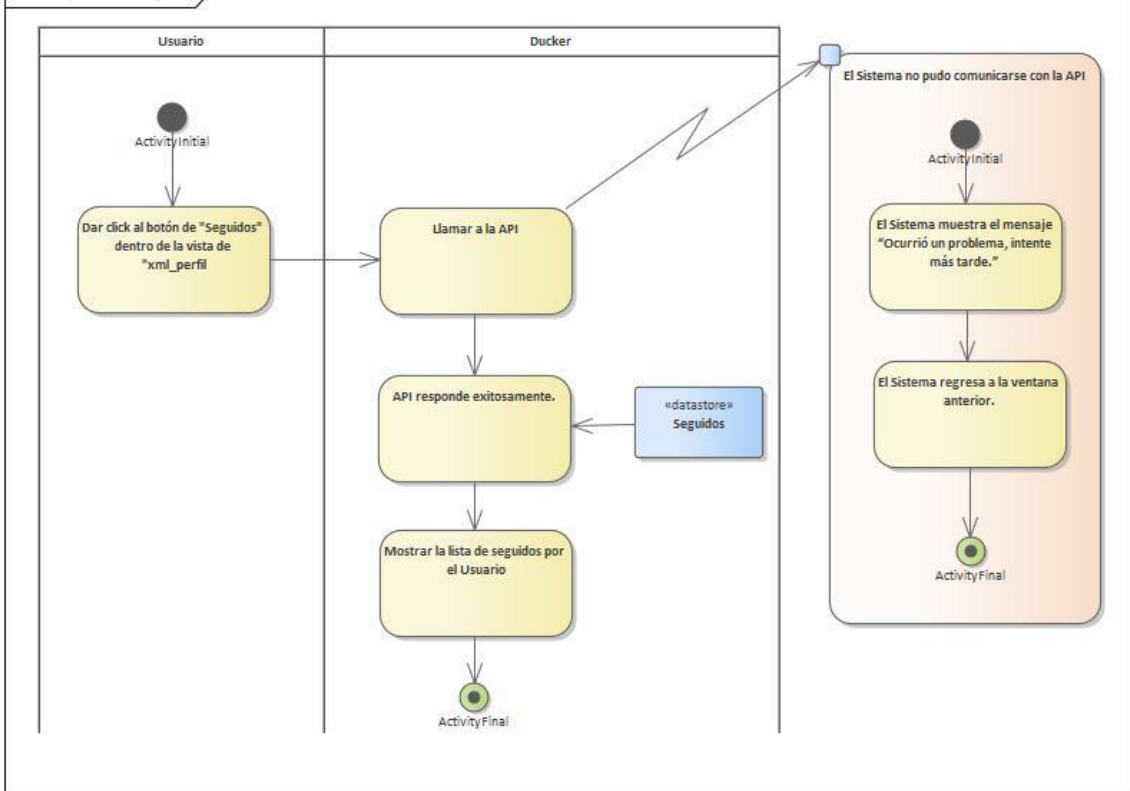 Usuario
Ducker
El Sistema no pudo comunicarse con la API
ActivityInitial
ActivityInitial
Dar click al botón de "Seguidos"
dentro de la vista de
"xml_perfil
Llamar a la API
El Sistema muestra el mensaje
“Ocurrió un problema, intente
más tarde.”
API responde exitosamente.
«datastore»
Seguidos
El Sistema regresa a la ventana
anterior.
Mostrar la lista de seguidos por
el Usuario
ActivityFinal
ActivityFinal